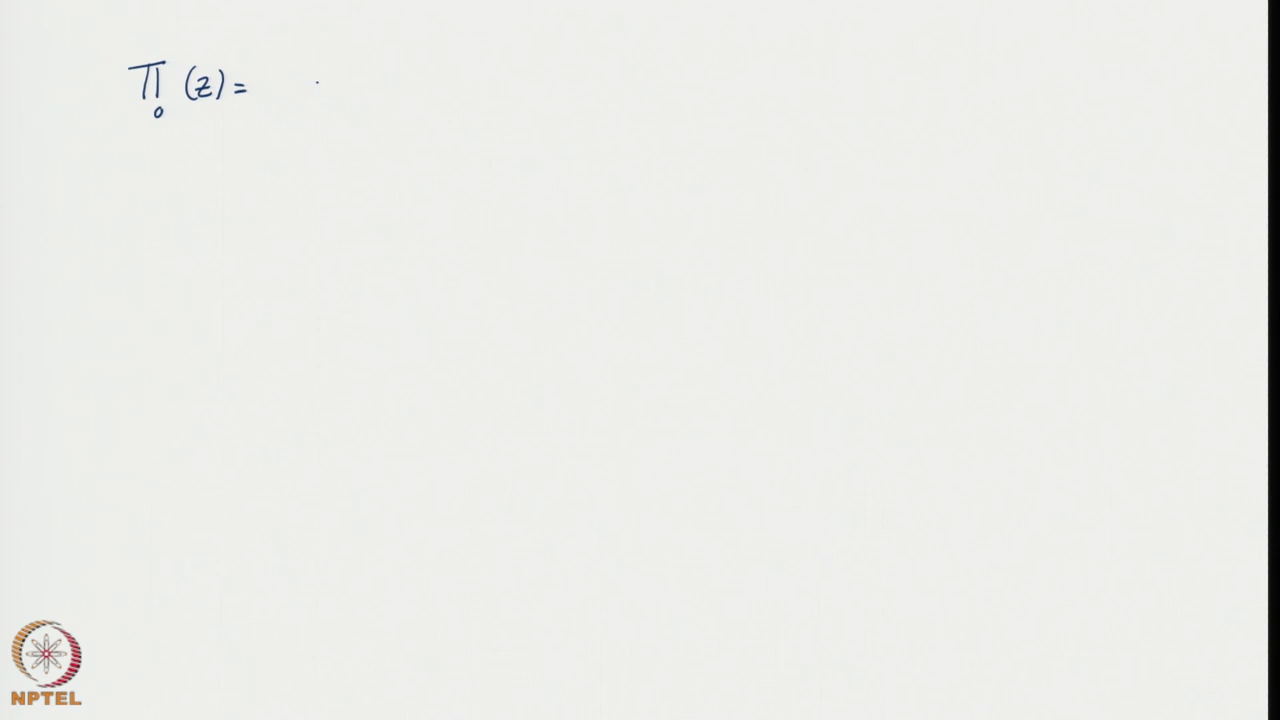 Π₀ (z) =
NPTEL